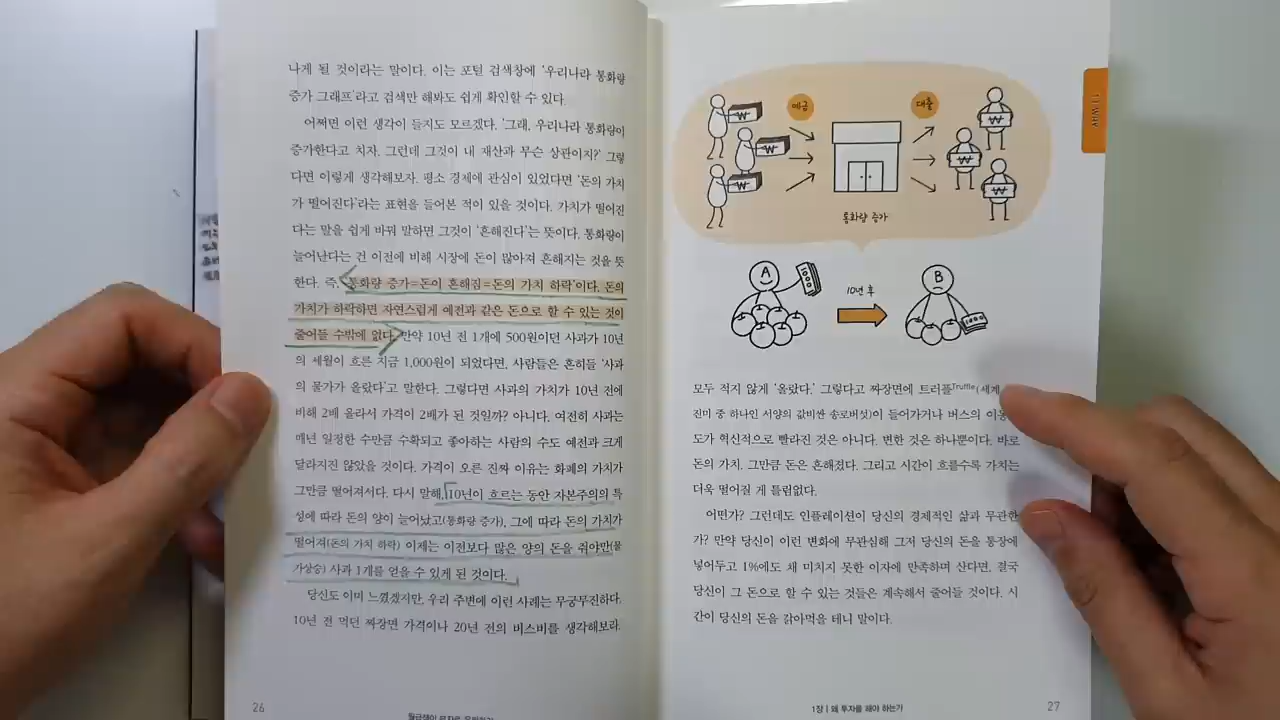 나게 될 것이라는 말이다. 이는 포털 검색창에 '우리나라 통화량
증가 그래프'라고 검색만 해봐도 쉽게 확인할 수 있다.
어쩌면 이런 생각이 들지도 모르겠다. '그래, 우리나라 통화량이
증가한다고 치자. 그런데 그것이 내 재산과 무슨 상관이지?' 그렇
다면 이렇게 생각해보자. 평소 경제에 관심이 있었다면 '돈의 가치
가 떨어진다'라는 표현을 들어본 적이 있을 것이다. 가치가 떨어진
다는 말을 쉽게 바꿔 말하면 그것이 '흔해진다'는 뜻이다. 통화량이
늘어난다는 건 이전에 비해 시장에 돈이 많아져 흔해지는 것을 뜻
한다. 즉, '통화량 증가=돈이 흔해짐=돈의 가치 하락'이다. 돈의
가치가 하락하면 자연스럽게 예전과 같은 돈으로 할 수 있는 것이
줄어들 수밖에 없다. 만약 10년 전 1개에 500원이던 사과가 10년
의 세월이 흐른 지금 1,000원이 되었다면, 사람들은 흔히들 '사과
의 물가가 올랐다'고 말한다. 그렇다면 사과의 가치가 10년 전에
비해 2배 올라서 가격이 2배가 된 것일까? 아니다. 여전히 사과는
매년 일정한 수만큼 수확되고 좋아하는 사람의 수도 예전과 크게
달라지진 않았을 것이다. 가격이 오른 진짜 이유는 화폐의 가치가
그만큼 떨어져서다. 다시 말해, 10년이 흐르는 동안 자본주의의 특
성에 따라 돈의 양이 늘어났고(통화량 증가), 그에 따라 돈의 가치가
떨어져(돈의 가치 하락) 이제는 이전보다 많은 양의 돈을 줘야만(물
가상승) 사과 1개를 얻을 수 있게 된 것이다.
당신도 이미 느꼈겠지만, 우리 주변에 이런 사례는 무궁무진하다.
10년 전 먹던 짜장면 가격이나 20년 전의 버스비를 생각해보라.
26
예금
대출
통화량 증가
A
10년 후
B
모두 적지 않게 '올랐다.' 그렇다고 짜장면에 트러플Truffle(세계
진미 중 하나인 서양의 값비싼 송로버섯)이 들어가거나 버스의 이동
도가 혁신적으로 빨라진 것은 아니다. 변한 것은 하나뿐이다. 바로
돈의 가치. 그만큼 돈은 흔해졌다. 그리고 시간이 흐를수록 가치는
더욱 떨어질 게 틀림없다.
어떤가? 그런데도 인플레이션이 당신의 경제적인 삶과 무관한
가? 만약 당신이 이런 변화에 무관심해 그저 당신의 돈을 통장에
넣어두고 1%에도 채 미치지 못한 이자에 만족하며 산다면, 결국
당신이 그 돈으로 할 수 있는 것들은 계속해서 줄어들 것이다. 시
간이 당신의 돈을 갉아먹을 테니 말이다.
1장 | 왜 투자를 해야 하는가
27